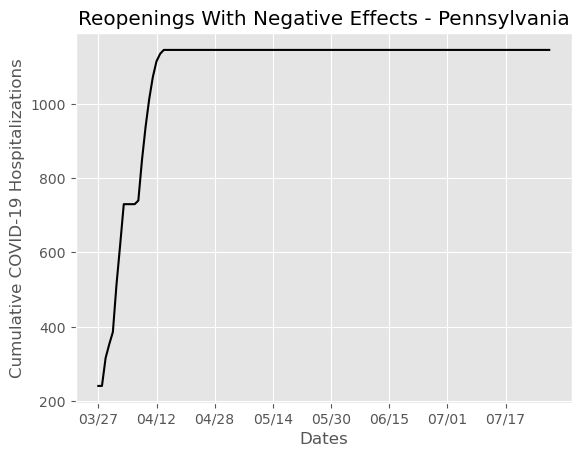 Reopenings With Negative Effects - Pennsylvania
Cumulative COVID-19 Hospitalizations
1000
800
600
400
200
03/27 04/12 04/28 05/14 05/30 06/15 07/01 07/17
Dates